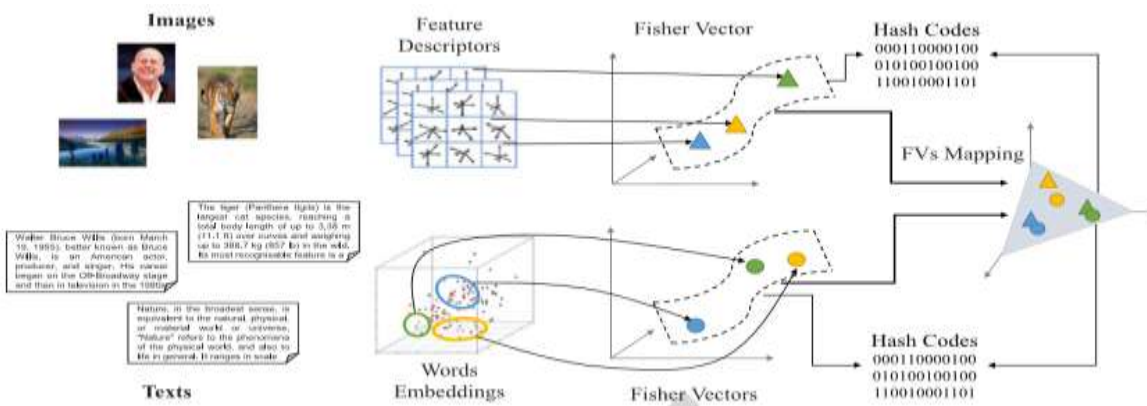 Images
Feature
Descriptors
Fisher Vector
Hash Codes
000110000100
010100100100
110010001101
FVs Mapping
The tiger (Panthera tigris) is the
largest cat species, reaching a
total body length of up to 3,38 m
(11.1 ft) over curves and weighing
up to 388.7 kg (857 lb) in the wild.
Its most recognisable feature is a
Walter Bruce Willis (born March
19, 1955), better known as Bruce
Willis, is an American actor,
producer, and singer. His career
began on the Off-Broadway stage
and then in television in the 1980s
Nature, in the broadest sense, is
equivalent to the natural, physical,
or material world or universe,
"Nature" refers to the phenomena
of the physical world, and also to
life in general. It ranges in scale
Texts
Words
Embeddings
Fisher Vectors
Hash Codes
000110000100
010100100100
110010001101